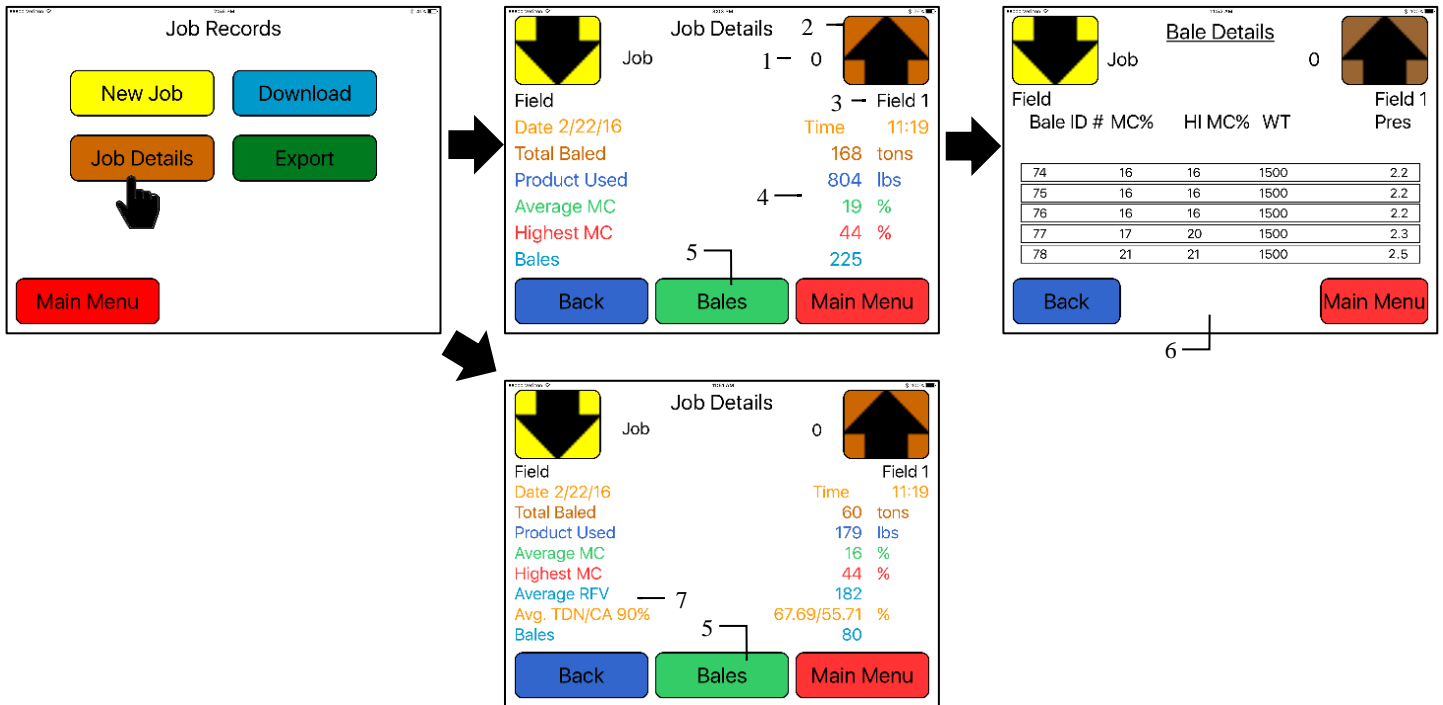 Job Records
New Job
Download
Job Details
Export
Main Menu
Job Details
2
Job
1
0
Field
3
Field 1
Date 2/22/16 Time 11:19
Total Baled 168 tons
Product Used 804 lbs
4
Average MC 19 %
Highest MC 44 %
5
Bales 225
Back
Bales
Main Menu
Bale Details
Job 0
Field Field 1
Bale ID # MC% HI MC% WT Pres
74 16 16 1500 2.2
75 16 16 1500 2.2
76 16 16 1500 2.2
77 17 20 1500 2.3
78 21 21 1500 2.5
Back
Main Menu
6
Job Details
Job 0
Field Field 1
Date 2/22/16 Time 11:19
Total Baled 60 tons
Product Used 179 lbs
Average MC 16 %
Highest MC 44 %
Average RFV 182
7
Avg. TDN/CA 90% 67.69/55.71 %
5
Bales 80
Back
Bales
Main Menu